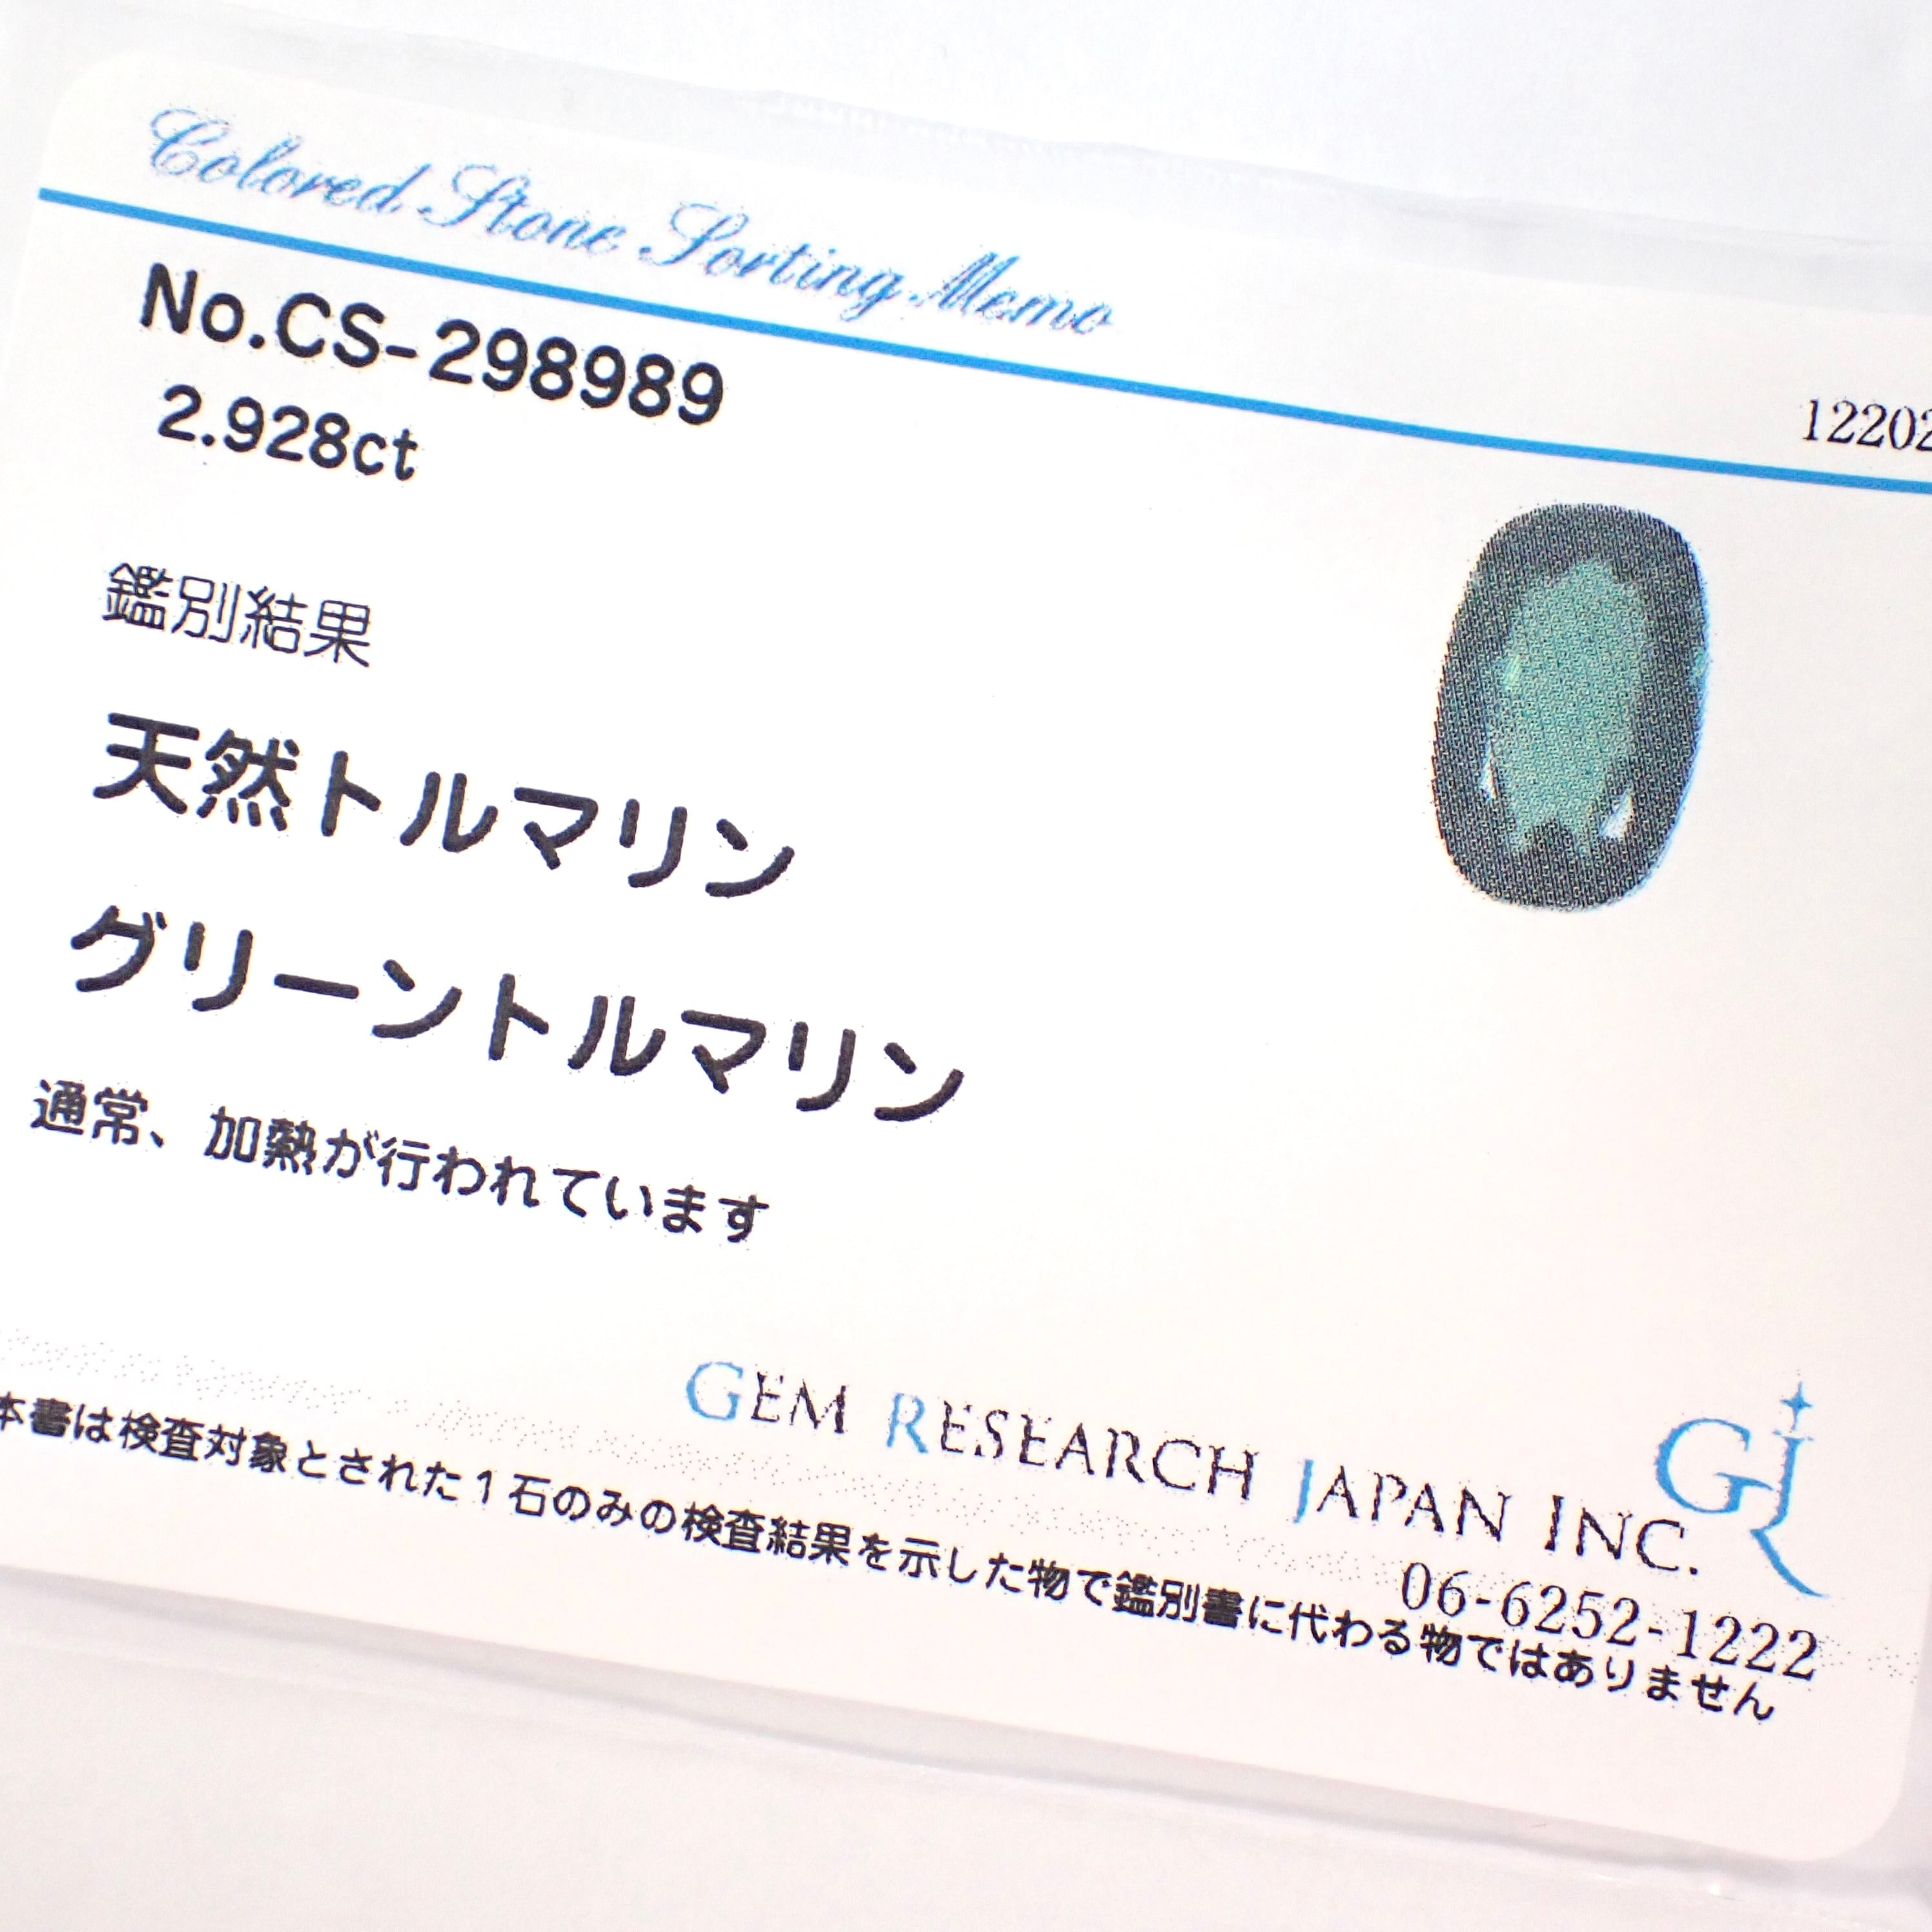 Colored Stone Sorting Memo
No.CS-298989
12202
2.928ct
鑑別結果
天然トルマリン
グリーントルマリン
通常、加熱が行われています
GEM RESEARCH JAPAN INC.
GRJ
06-6252-1222
本書は検査対象とされた1石のみの検査結果を示した物で鑑別書に代わる物ではありません